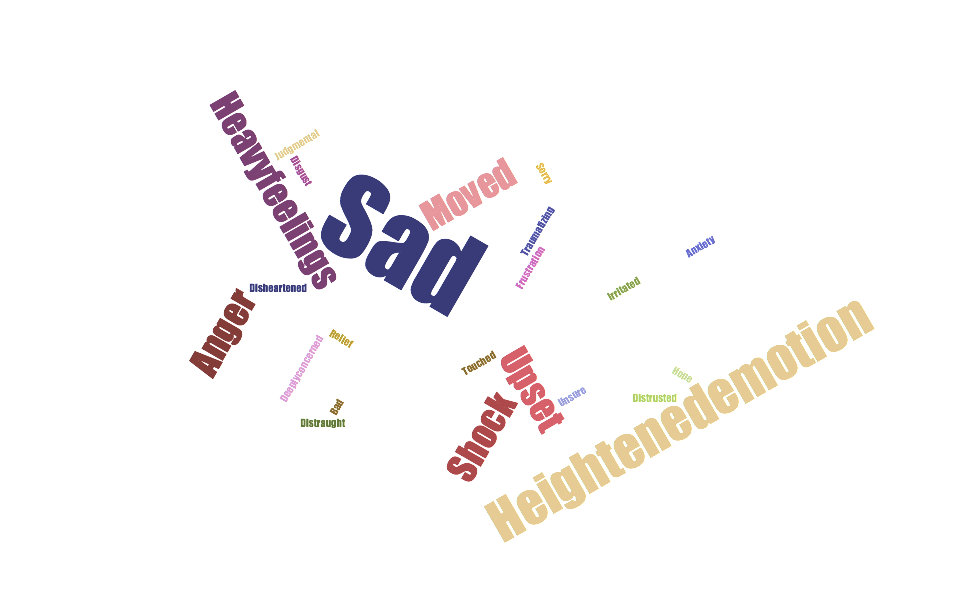 Heavyfeelings
Judgmental
Disgust
Sad
Moved
Sorry
Traumatizing
Frustration
Anxiety
Irritated
Disheartened
Anger
Relief
Deeplyconcerned
Bad
Distraught
Touched
Upset
Unsure
Shock
Hope
Distrusted
Heightenedemotion